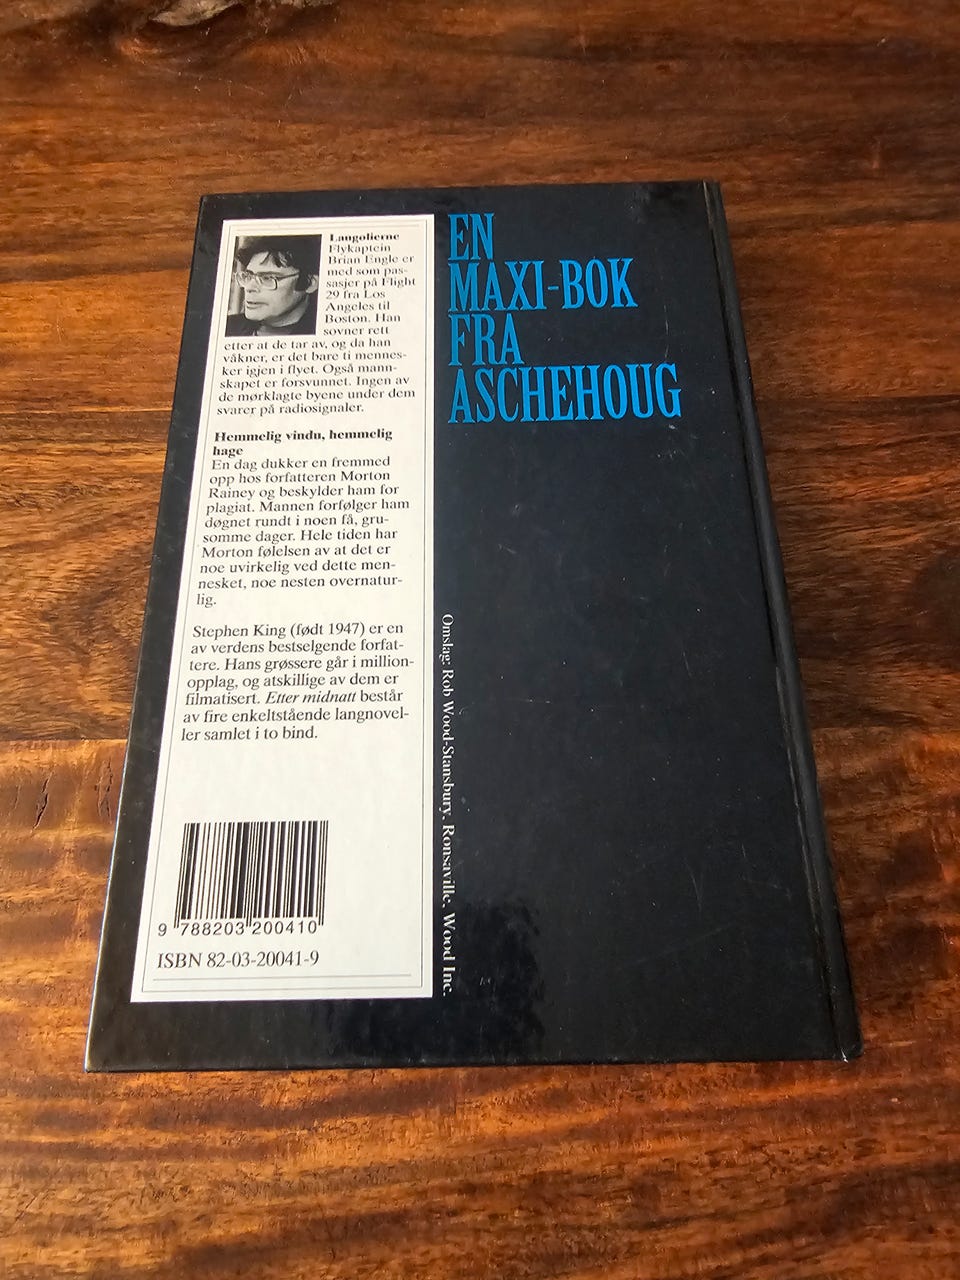 Langolierne
Flykaptein
Brian Engle er
med som pas-
sasjer på Flight
29 fra Los
Angeles til
Boston. Han
sovner rett
etter at de tar av, og da han
våkner, er det bare ti mennes-
ker igjen i flyet. Også mann-
skapet er forsvunnet. Ingen av
de mørklagte byene under dem
svarer på radiosignaler.
Hemmelig vindu, hemmelig
hage
En dag dukker en fremmed
opp hos forfatteren Morton
Rainey og beskylder ham for
plagiat. Mannen forfølger ham
døgnet rundt i noen få, gru-
somme dager. Hele tiden har
Morton følelsen av at det er
noe uvirkelig ved dette men-
nesket, noe nesten overnatur-
lig.
Stephen King (født 1947) er en
av verdens bestselgende forfat-
tere. Hans grøssere går i million-
opplag, og atskillige av dem er
filmatisert. Etter midnatt består
av fire enkeltstående langnovel-
ler samlet i to bind.
9 788203 200410
ISBN 82-03-20041-9
EN
MAXI-BOK
FRA
ASCHEHOUG
Omslag: Rob Wood-Stansbury, Ronsaville, Wood Inc.